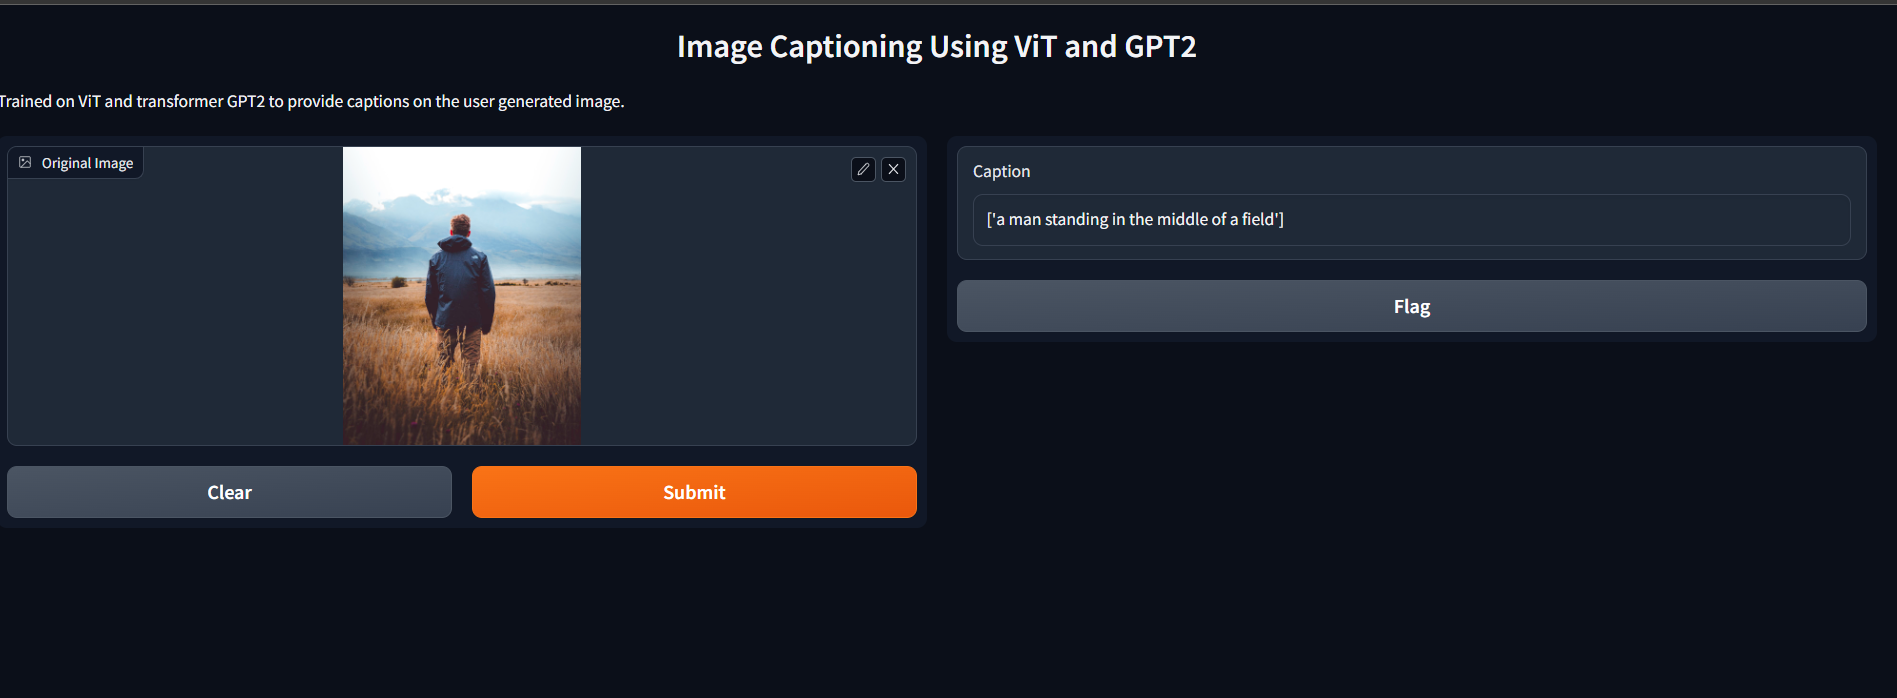 Image Captioning Using ViT and GPT2
Trained on ViT and transformer GPT2 to provide captions on the user generated image.
Original Image
Clear
Submit
Caption
['a man standing in the middle of a field']
Flag